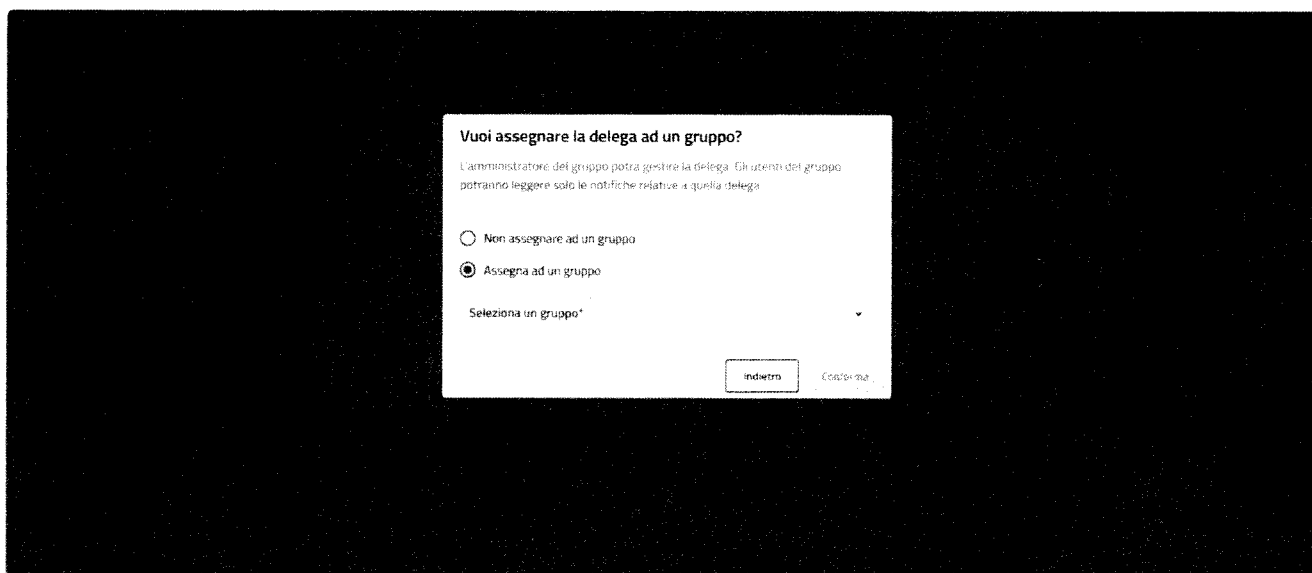 Vuoi assegnare la delega ad un gruppo?
L'amministratore del gruppo potra gestire la delega. Gli utenti del gruppo
potranno leggere solo le notifiche relative a quella delega
Non assegnare ad un gruppo
Assegna ad un gruppo
Seleziona un gruppo*
Indietro
Conferma